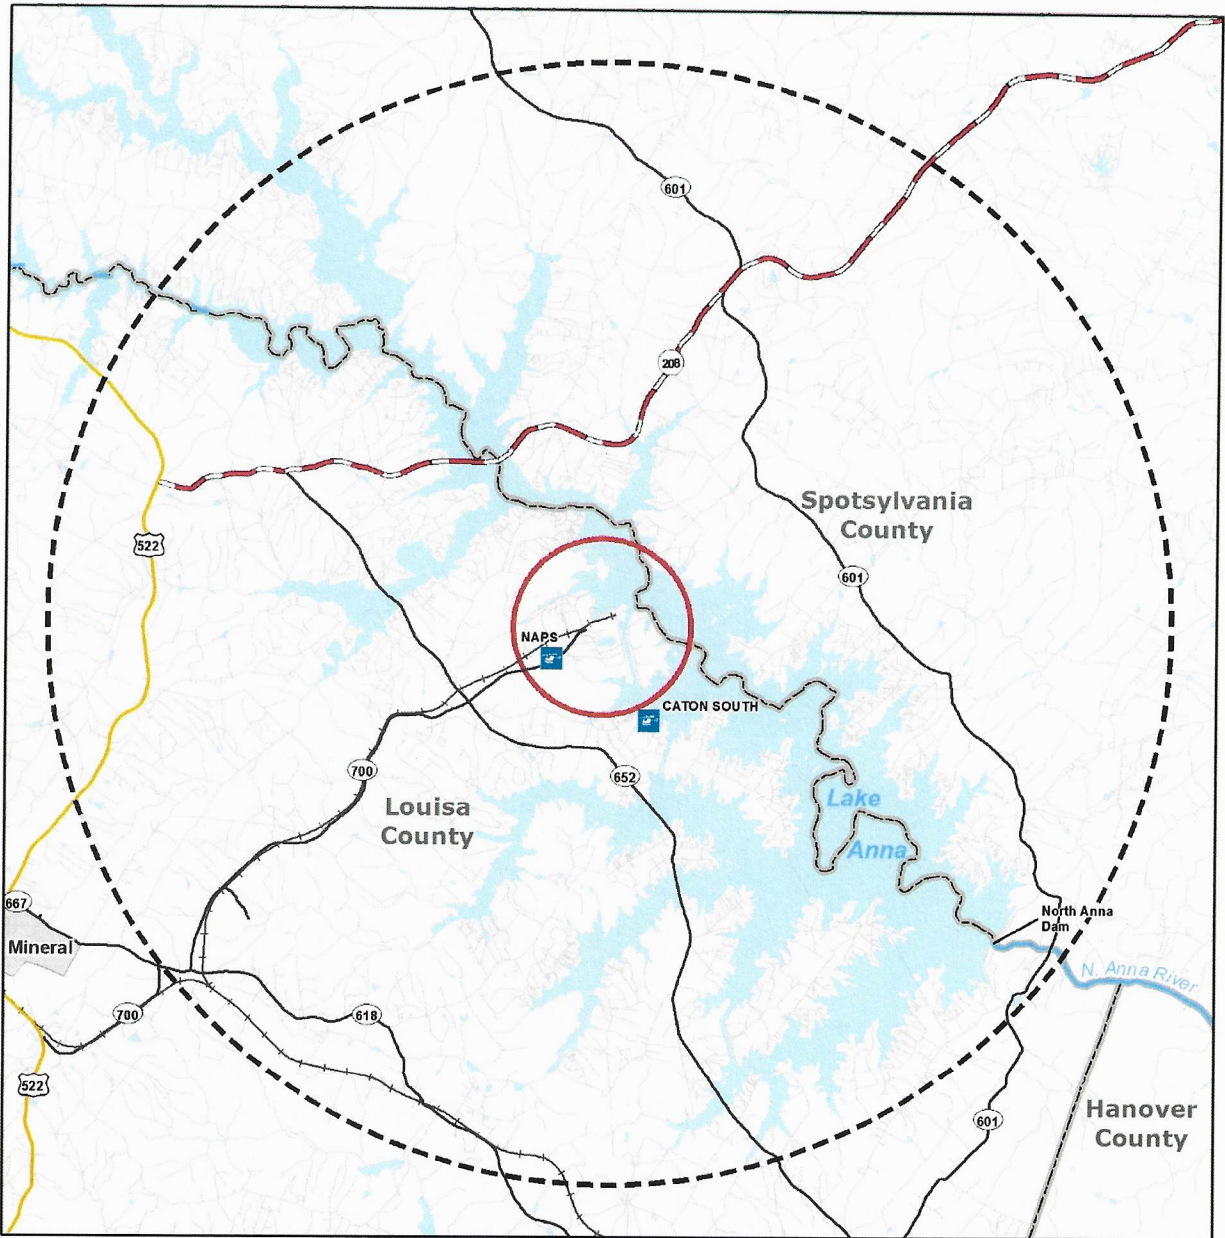 601
208
Spotsylvania
County
522
601
NAPS
CATON SOUTH
700
652
Louisa
County
Lake
Anna
667
Mineral
North Anna
Dam
N. Anna River
700
618
522
601
Hanover
County